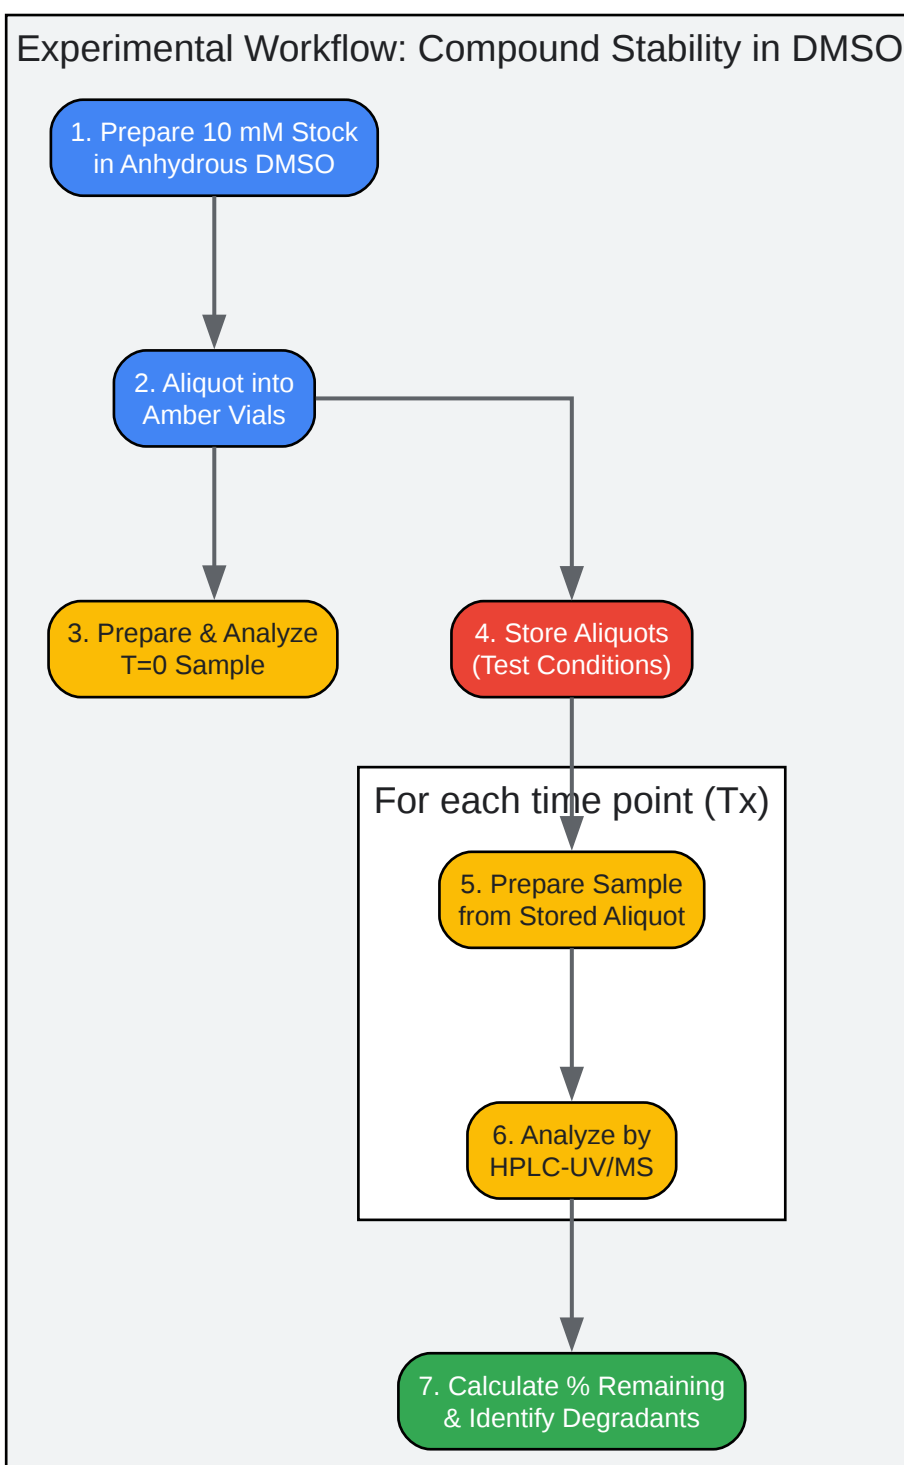 Experimental Workflow: Compound Stability in DMSO
1. Prepare 10 mM Stock
in Anhydrous DMSO
2. Aliquot into
Amber Vials
3. Prepare & Analyze
T=0 Sample
4. Store Aliquots
(Test Conditions)
For each time point (Tx)
5. Prepare Sample
from Stored Aliquot
6. Analyze by
HPLC-UV/MS
7. Calculate % Remaining
& Identify Degradants